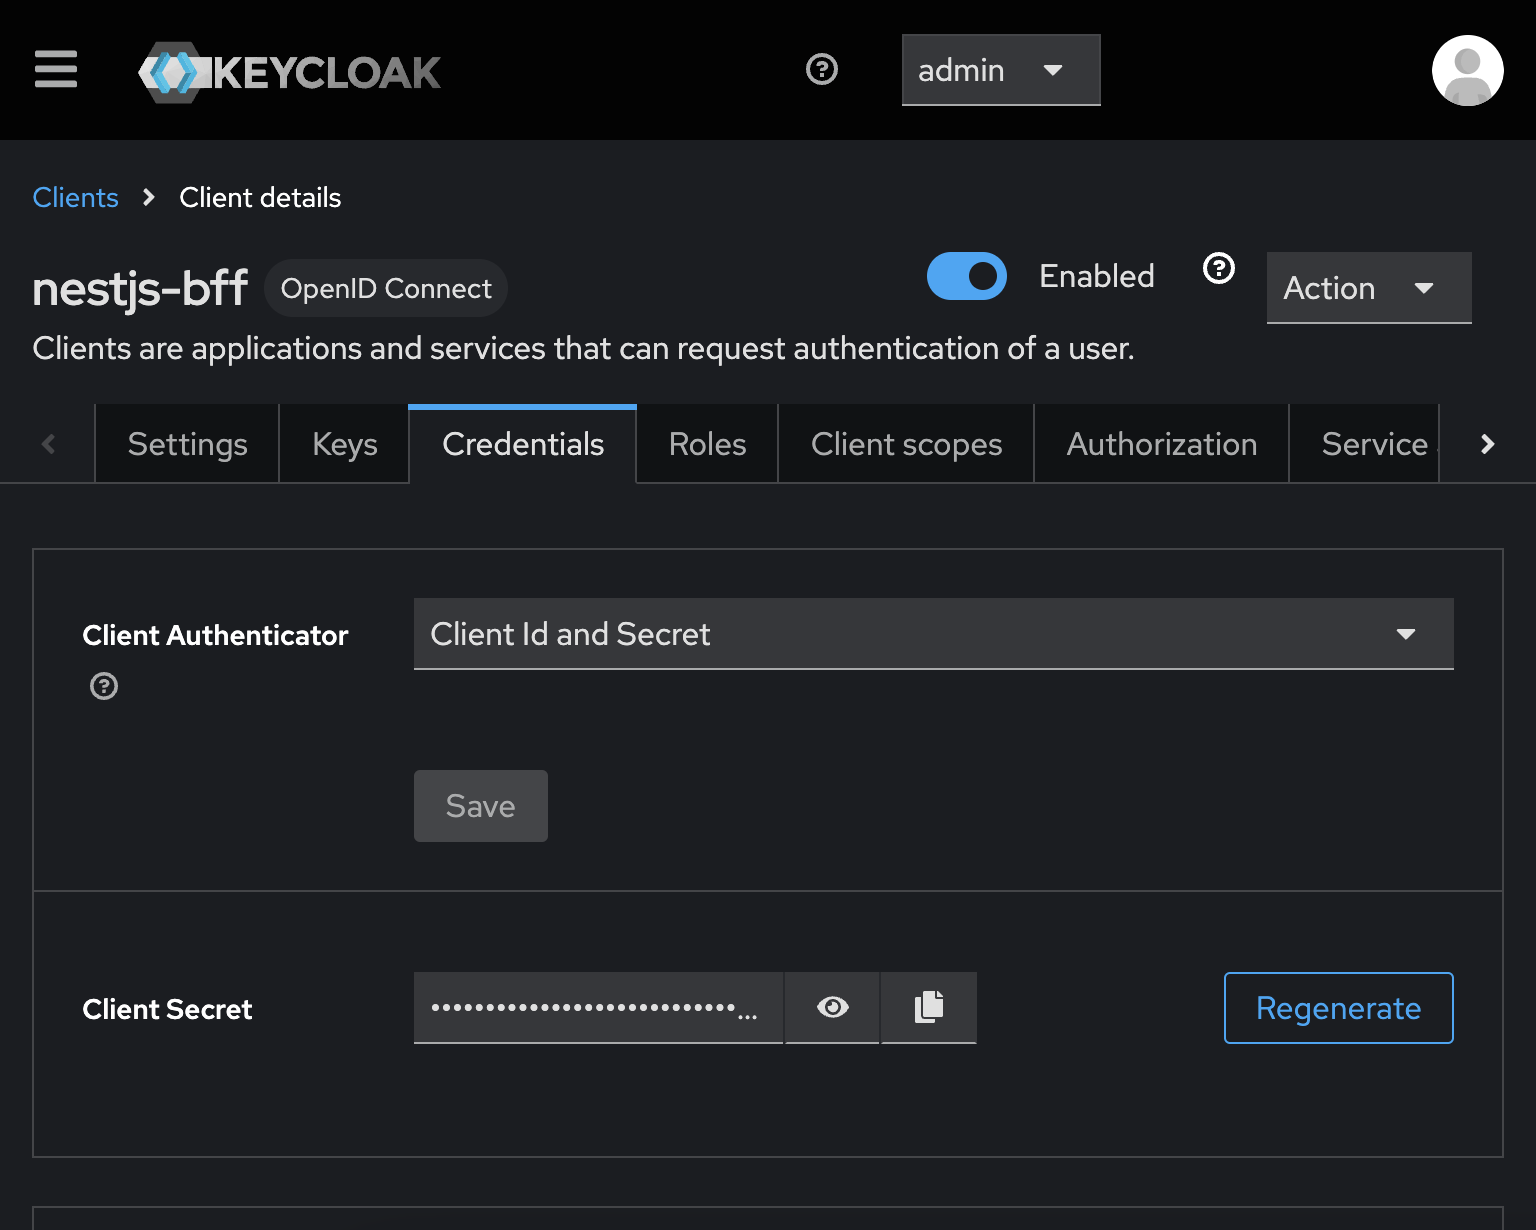 KEYCLOAK
admin
Clients
Client details
nestjs-bff
OpenID Connect
Enabled
Action
Clients are applications and services that can request authentication of a user.
Settings
Keys
Credentials
Roles
Client scopes
Authorization
Service
Client Authenticator
Client Id and Secret
Save
Client Secret
Regenerate